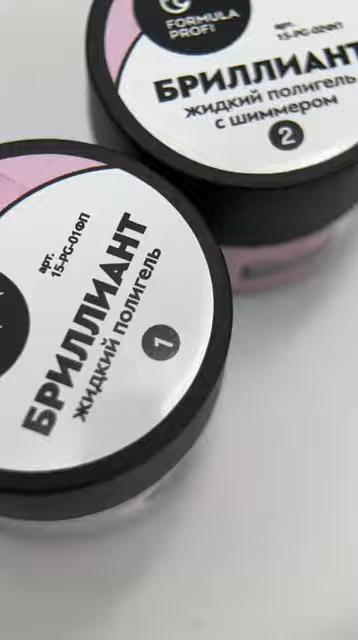 FORMULA
PROFI
арт.
15-PG-02ФП
БРИЛЛИАНТ
жидкий полигель
с шиммером
2
арт.
15-PG-01ФП
БРИЛЛИАНТ
жидкий полигель
1